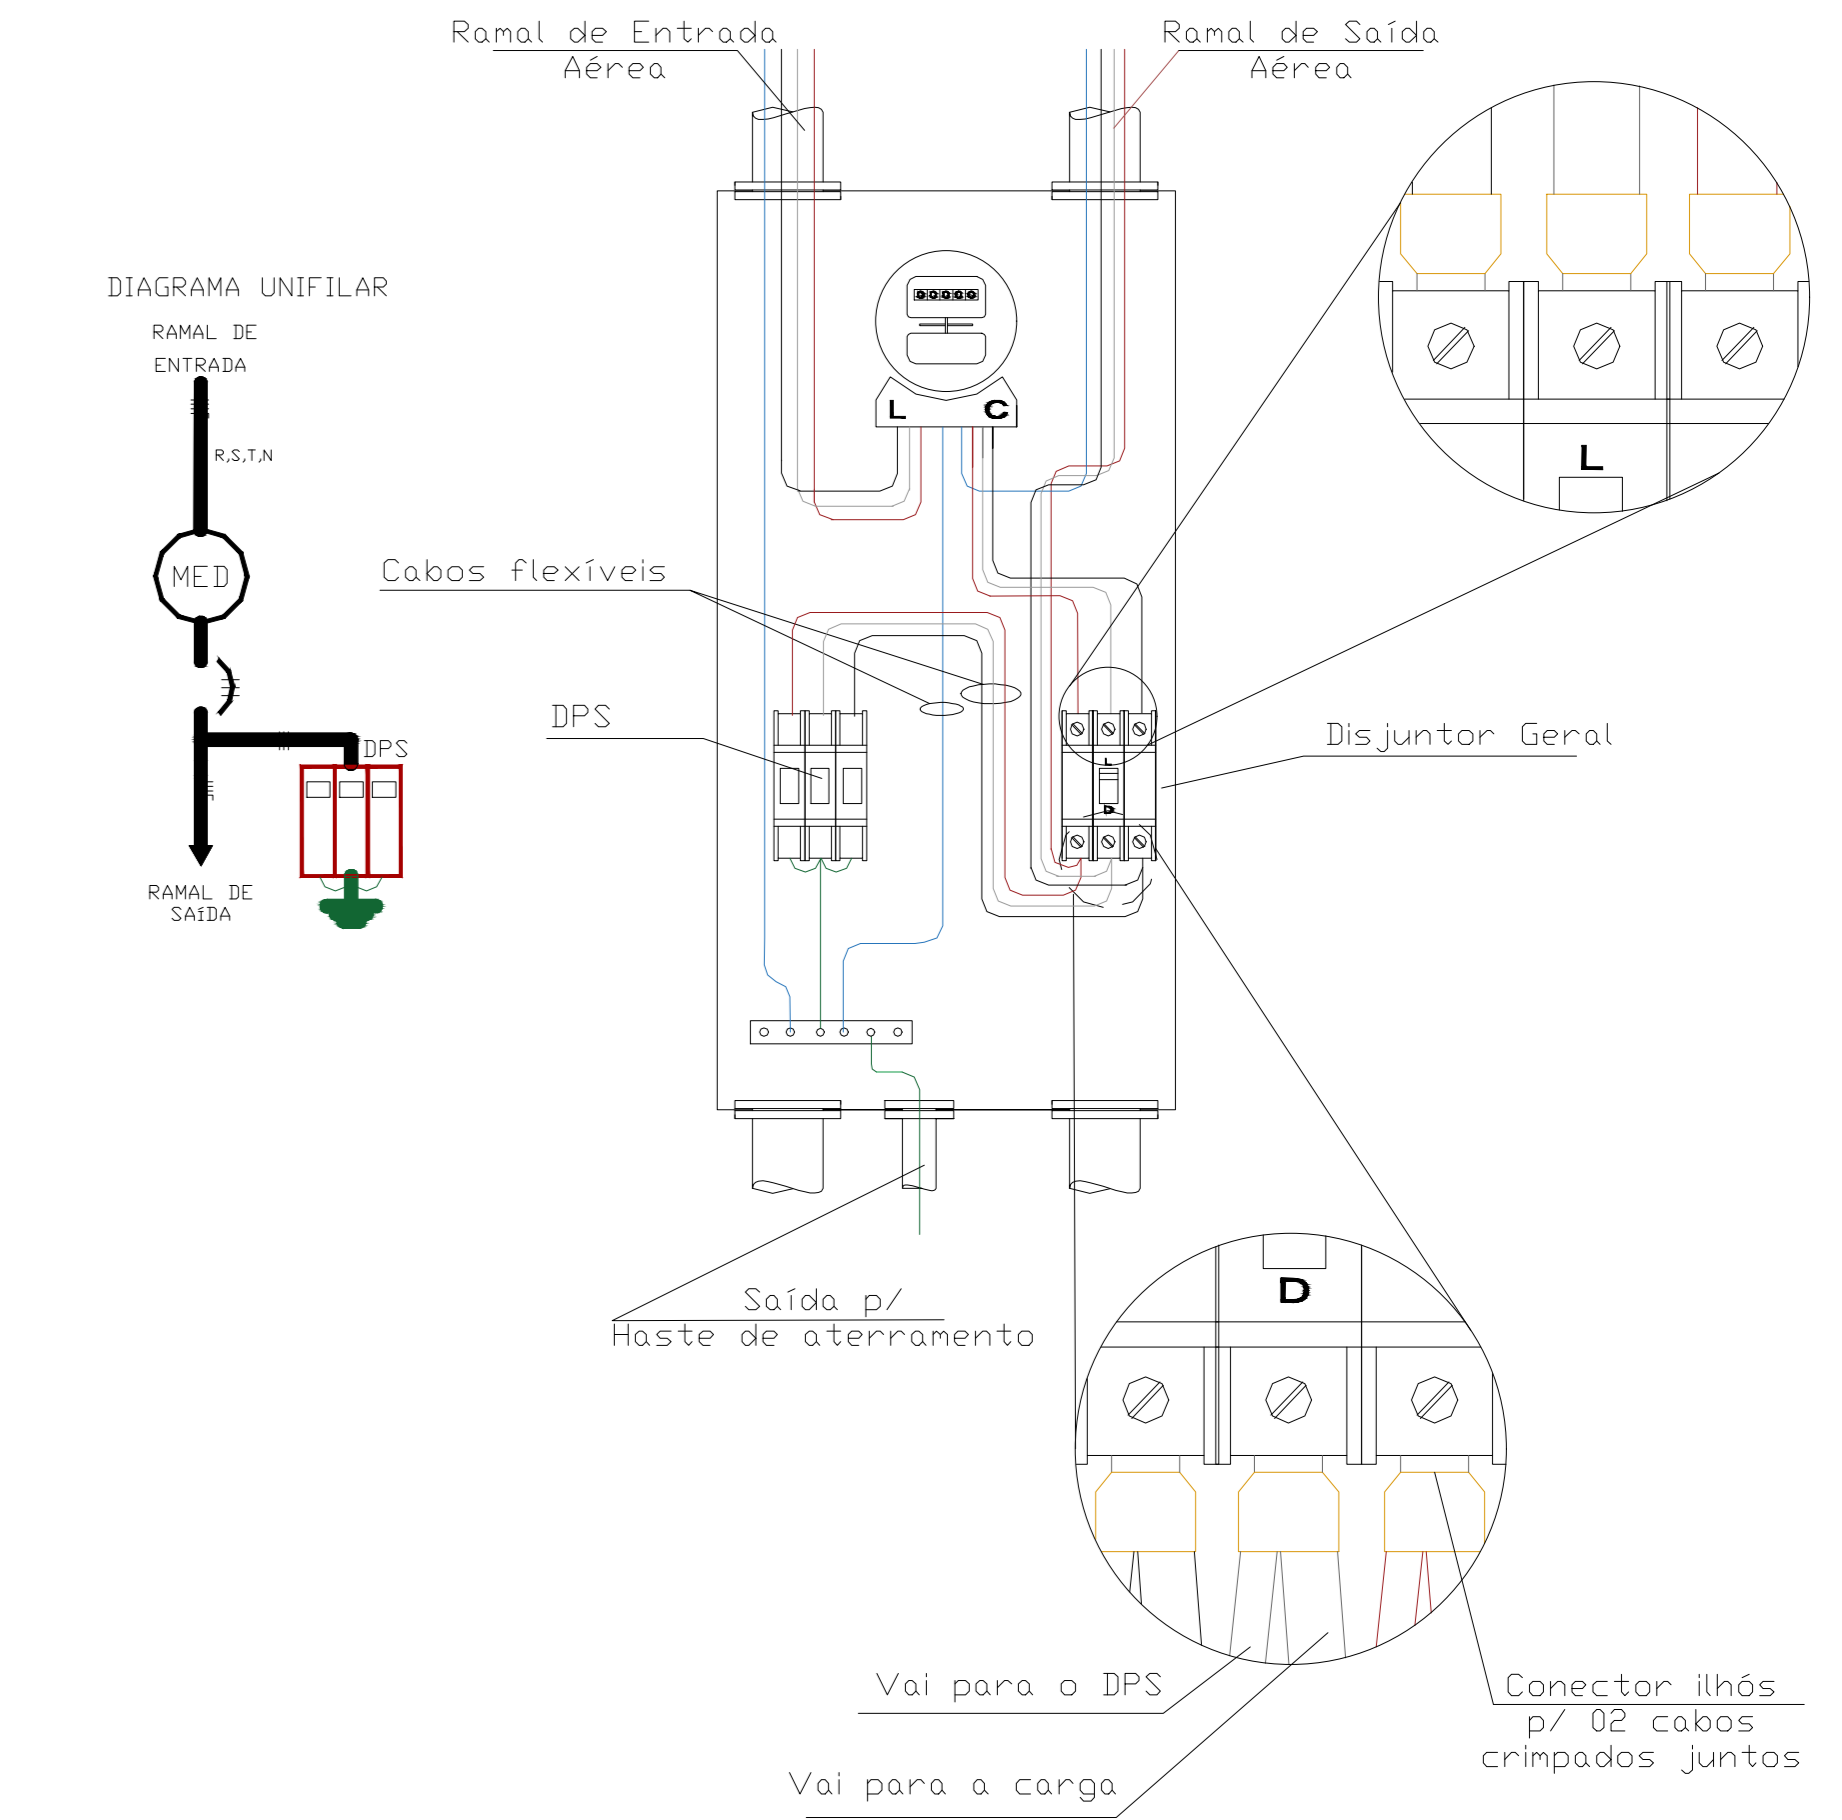 Ramal de Entrada
Aérea
Ramal de Saída
Aérea
DIAGRAMA UNIFILAR
RAMAL DE
ENTRADA
R,S,T,N
MED
DPS
RAMAL DE
SAíDA
L C
Cabos flexíveis
DPS
L
D
Disjuntor Geral
L
Saída p/
Haste de aterramento
D
Vai para o DPS
Vai para a carga
Conector ilhós
p/ 02 cabos
crimpados juntos